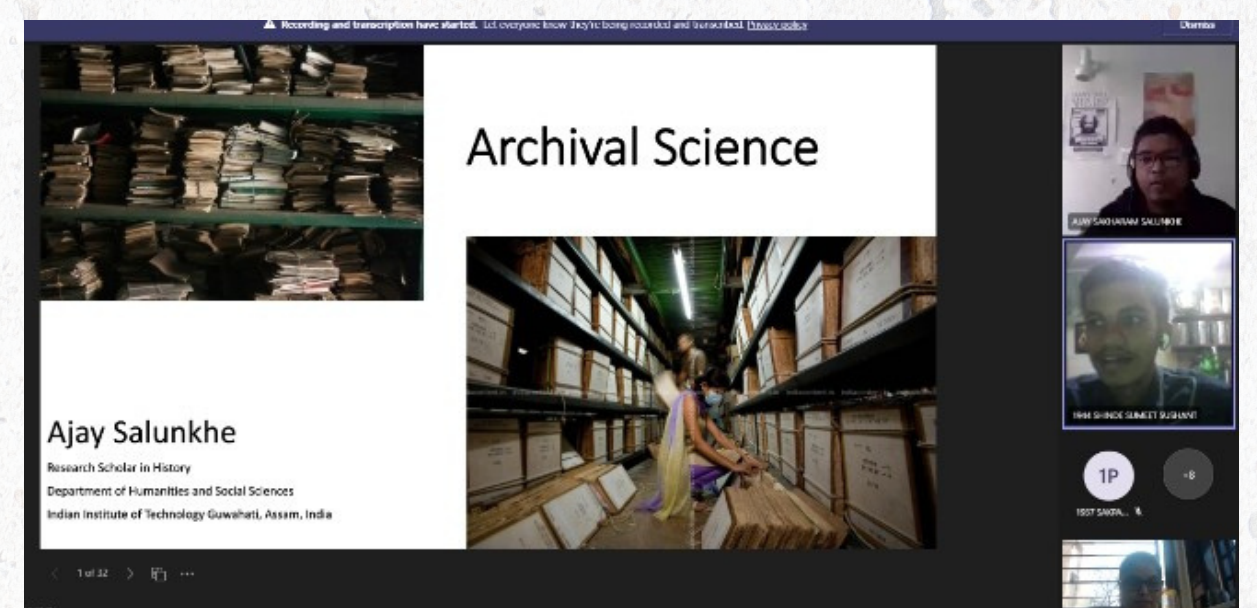 Recording and transcription have started. Let everyone know they're being recorded and transcribed. Privacy policy
Dismiss
Archival Science
Ajay Salunkhe
Research Scholar in History
Department of Humanities and Social Sciences
Indian Institute of Technology Guwahati, Assam, India
AJAY SAKHARAM SALUNKHE
1944 SHINDE SUMEET SUSHANT
1P
+8
1 of 32